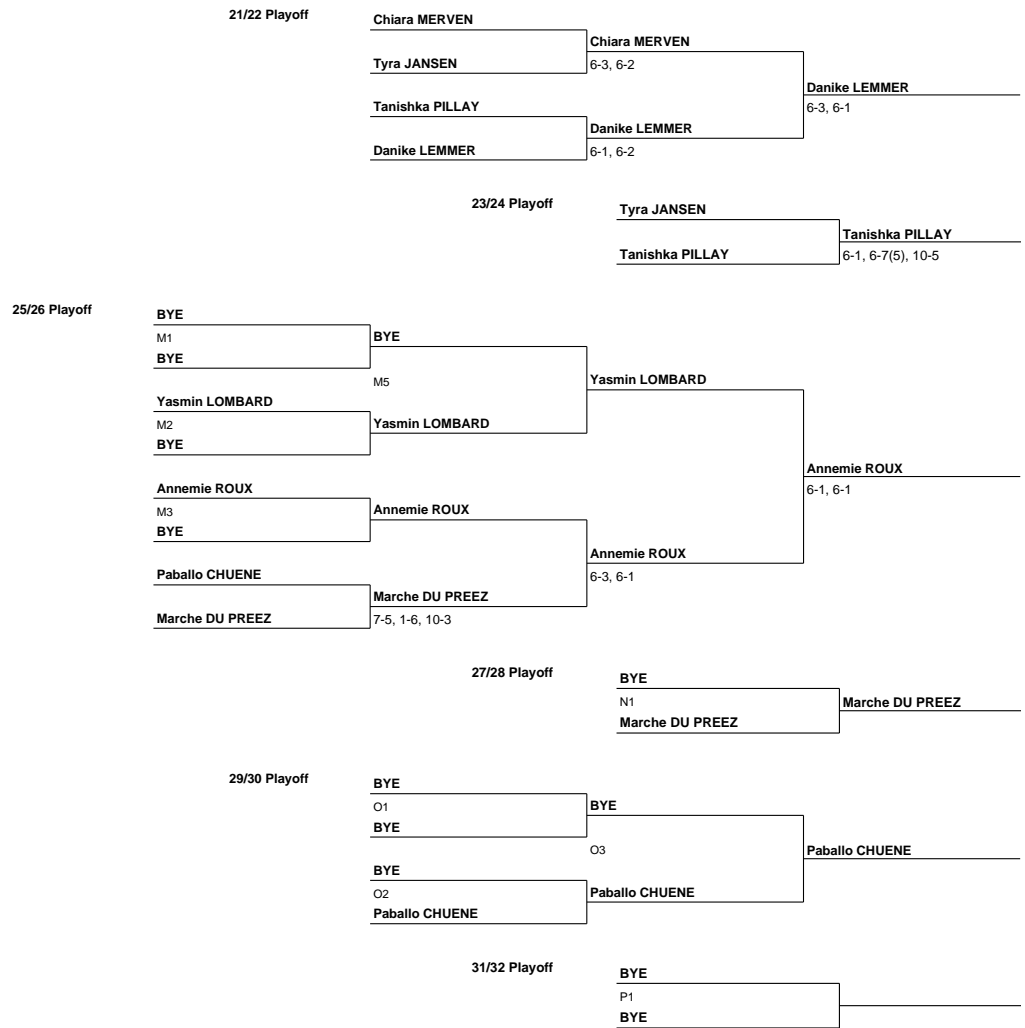 21/22 Playoff
Chiara MERVEN
Chiara MERVEN
Tyra JANSEN
6-3, 6-2
Danike LEMMER
Tanishka PILLAY
6-3, 6-1
Danike LEMMER
Danike LEMMER
6-1, 6-2
23/24 Playoff
Tyra JANSEN
Tanishka PILLAY
Tanishka PILLAY
6-1, 6-7(5), 10-5
25/26 Playoff
BYE
M1
BYE
BYE
M5
Yasmin LOMBARD
Yasmin LOMBARD
M2
Yasmin LOMBARD
BYE
Annemie ROUX
6-1, 6-1
Annemie ROUX
M3
Annemie ROUX
BYE
Annemie ROUX
6-3, 6-1
Paballo CHUENE
Marche DU PREEZ
Marche DU PREEZ
7-5, 1-6, 10-3
27/28 Playoff
BYE
N1
Marche DU PREEZ
Marche DU PREEZ
29/30 Playoff
BYE
O1
BYE
BYE
O3
Paballo CHUENE
BYE
O2
Paballo CHUENE
Paballo CHUENE
31/32 Playoff
BYE
P1
BYE